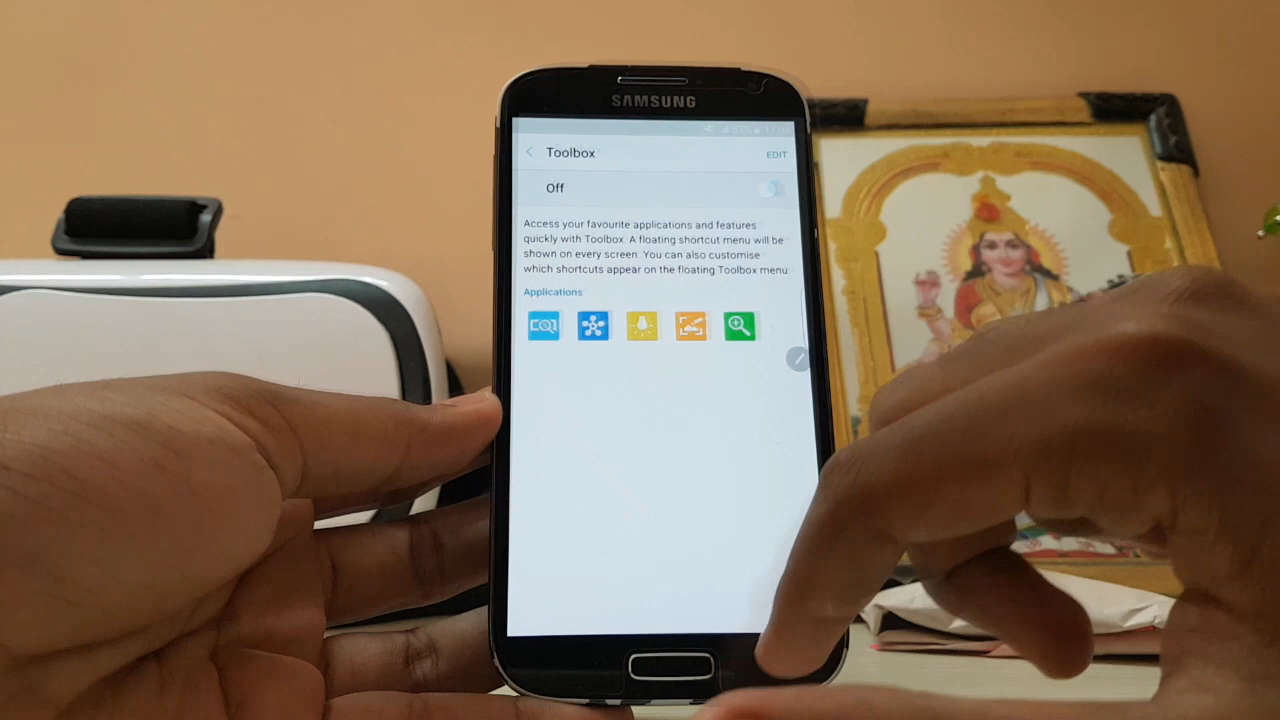 SAMSUNG
Toolbox
EDIT
Off
Access your favourite applications and features
quickly with Toolbox. A floating shortcut menu will be
shown on every screen. You can also customise
which shortcuts appear on the floating Toolbox menu.
Applications